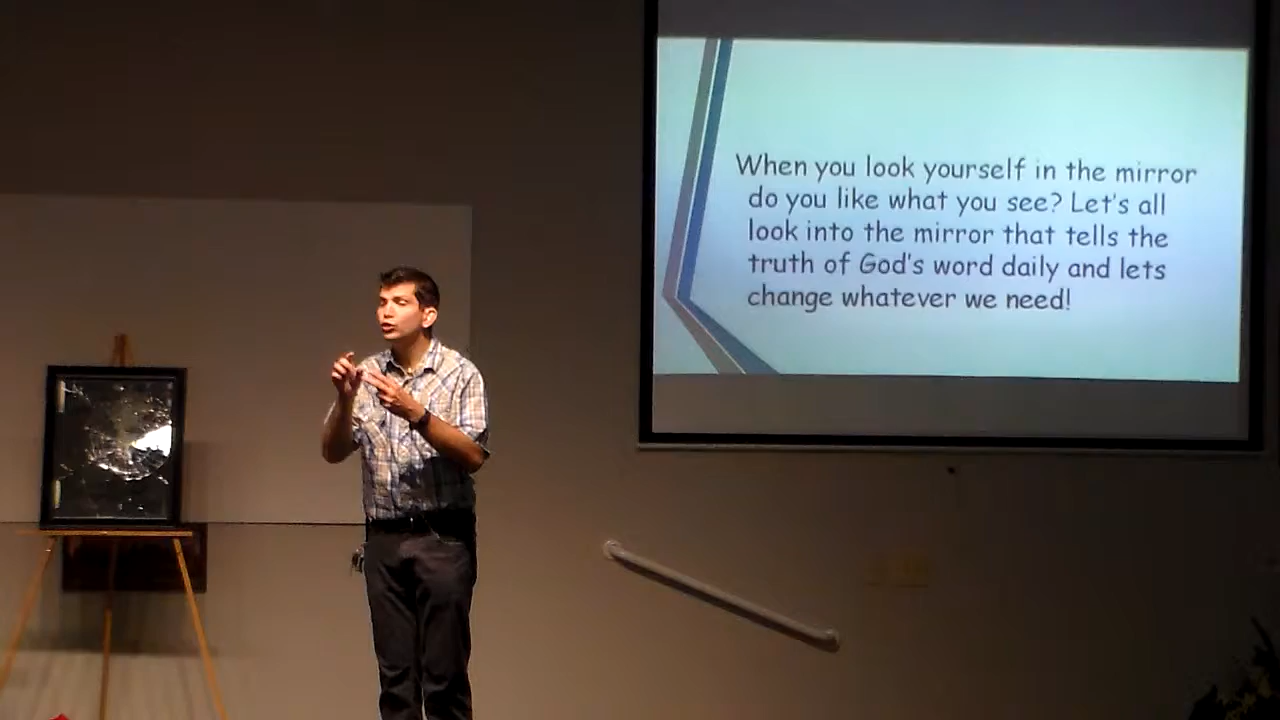 When you look yourself in the mirror
do you like what you see? Let's all
look into the mirror that tells the
truth of God's word daily and lets
change whatever we need!